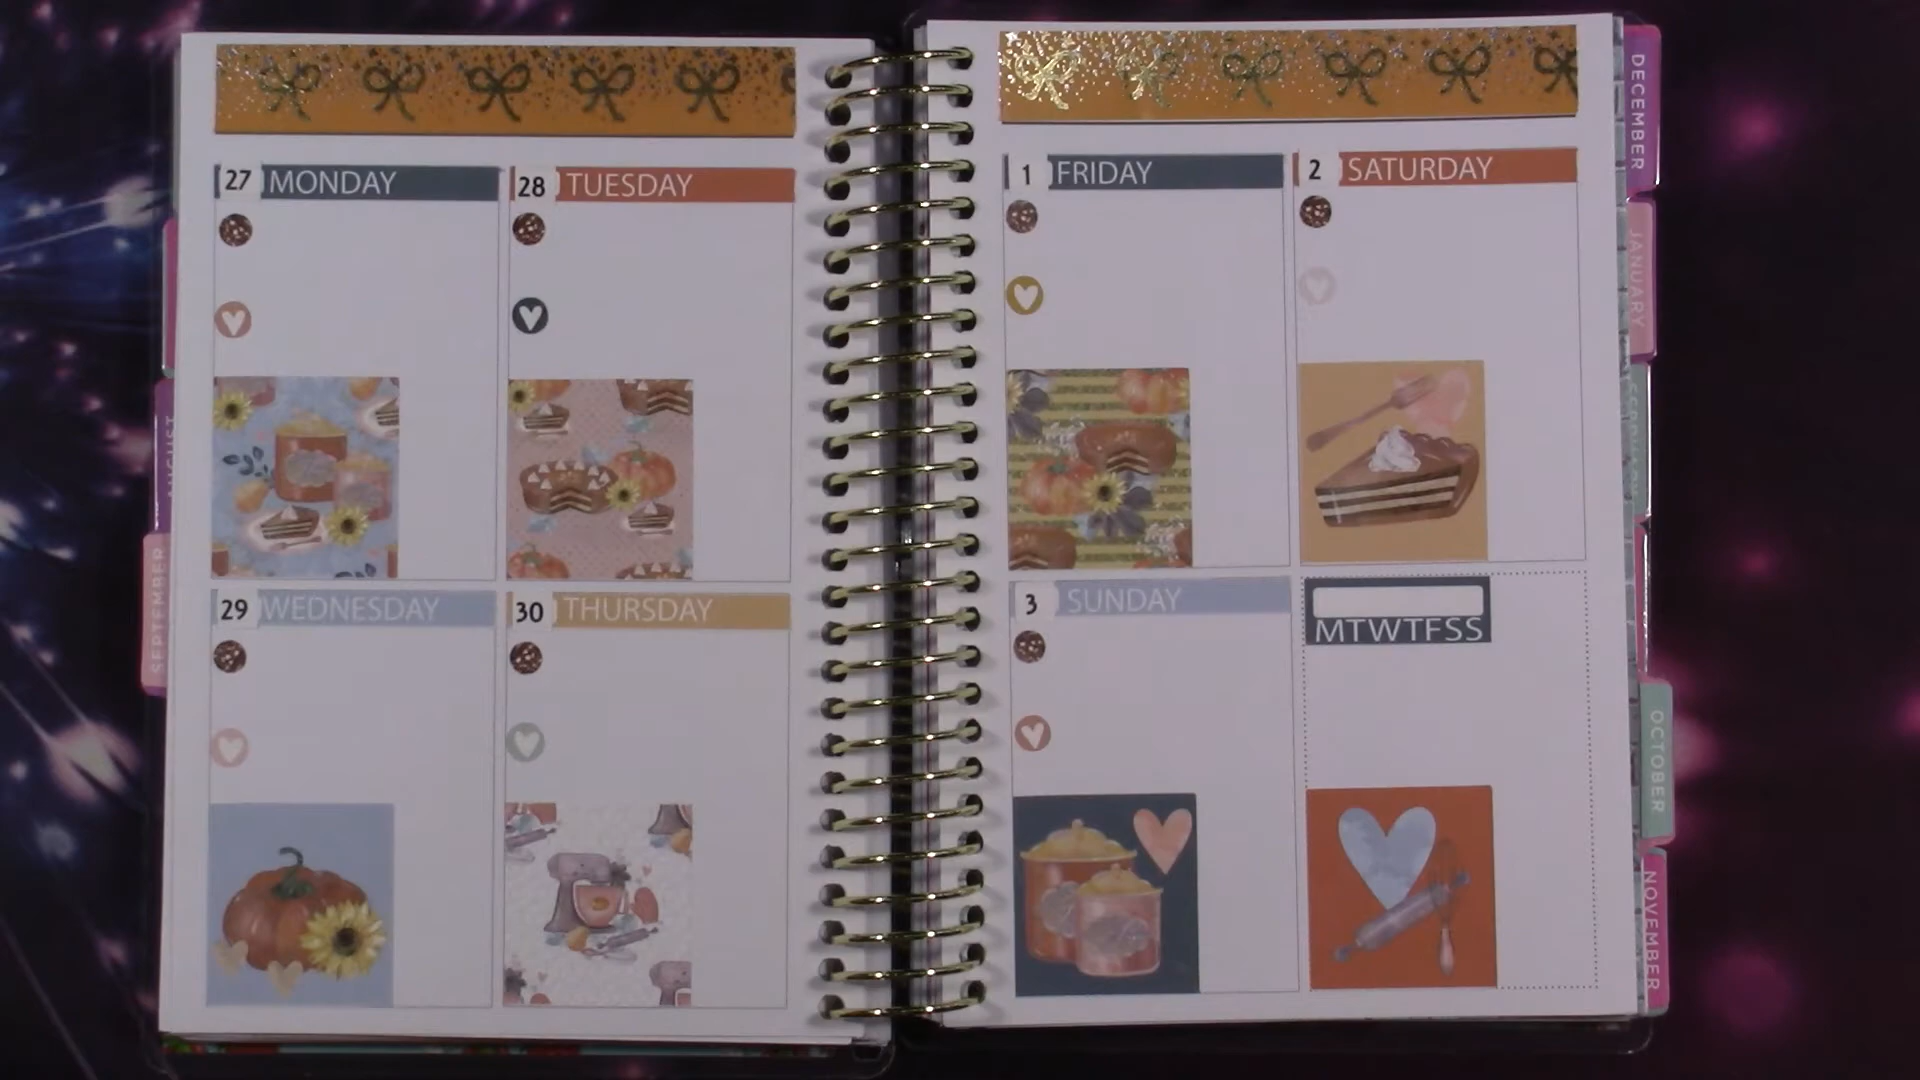 27 MONDAY
28 TUESDAY
29 WEDNESDAY
30 THURSDAY
1 FRIDAY
2 SATURDAY
3 SUNDAY
MTWTFSS
DECEMBER
JANUARY
OCTOBER
NOVEMBER
AUGUST
SEPTEMBER